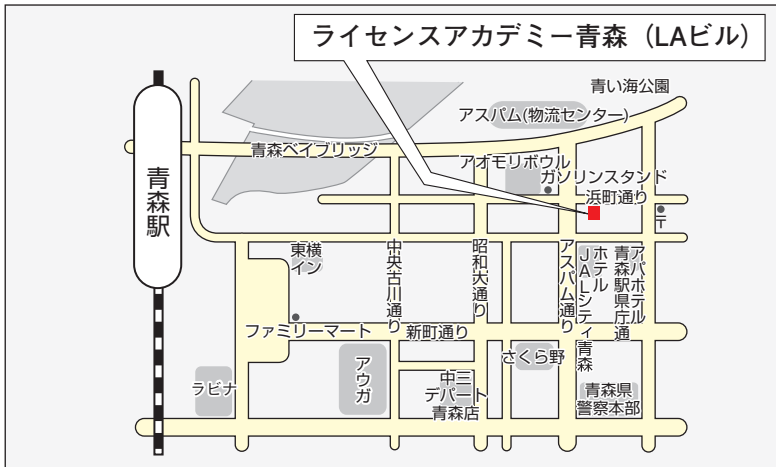 ライセンスアカデミー青森（LAビル）
青い海公園
アスパム(物流センター)
青森ベイブリッジ
アオモリボウル
ガソリンスタンド
浜町通り
〒
青森駅
東横
イン
中央古川通り
昭和大通り
アスパム通り
ホテル
JALシティ青森
アパホテル
青森駅県庁通
ファミリーマート
新町通り
さくら野
ラビナ
アウガ
中三
デパート
青森店
青森県
警察本部